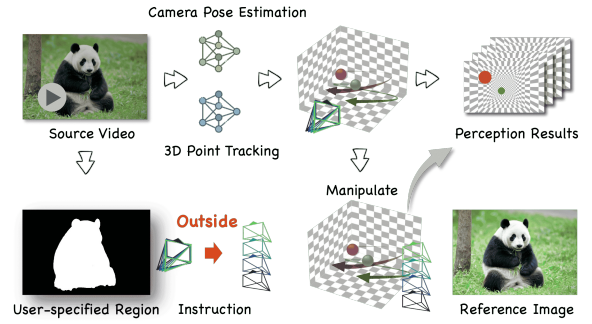 Camera Pose Estimation
Source Video
3D Point Tracking
Perception Results
Manipulate
Outside
User-specified Region
Instruction
Reference Image